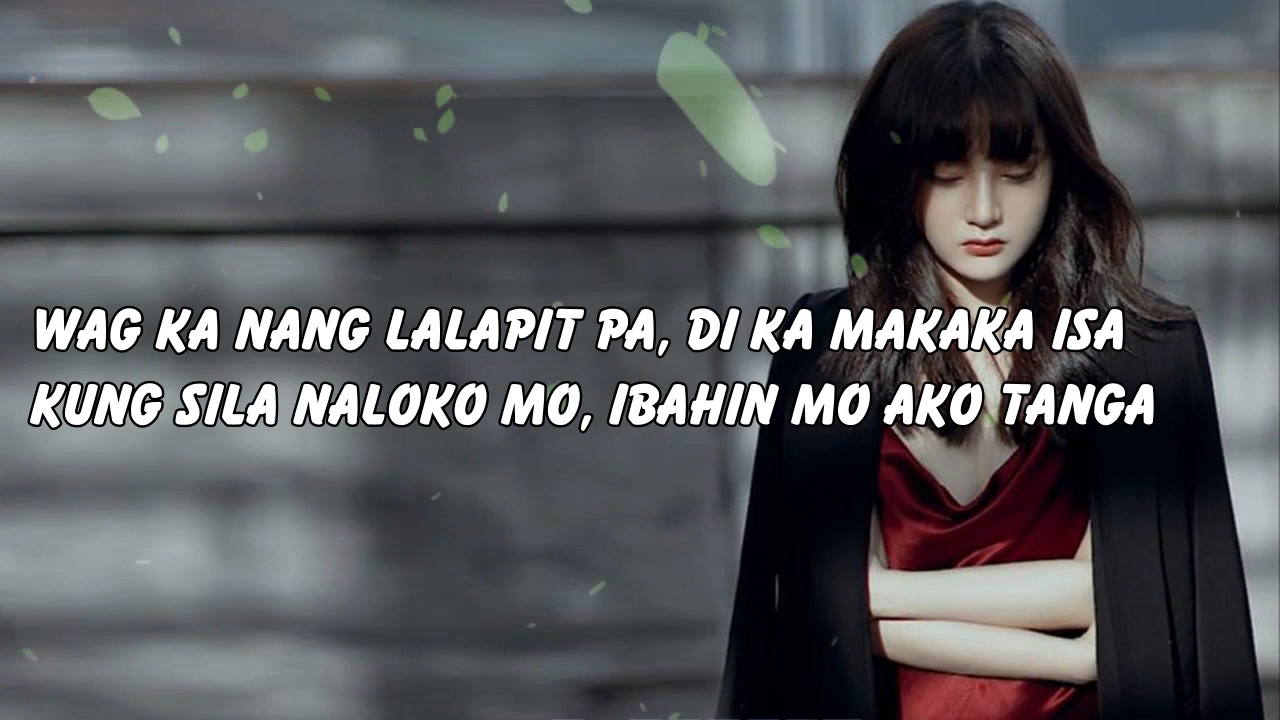 WAG KA NANG LALAPIT PA, DI KA MAKAKA ISA
KUNG SILA NALOKO MO, IBAHIN MO AKO TANGA